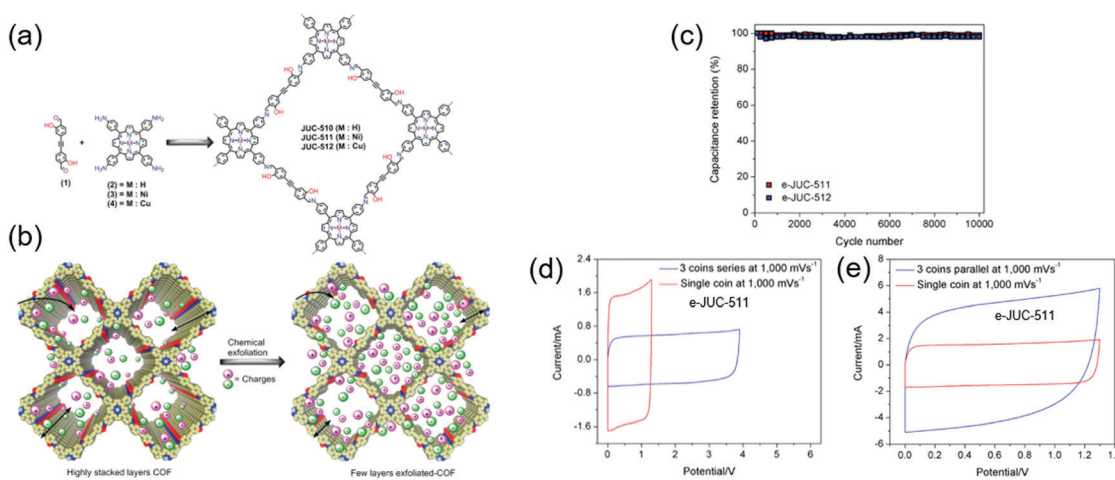 (a)
(1)
+
H₂N
NH₂
H₂N
NH₂
(2) = M : H
(3) = M : Ni
(4) = M : Cu
JUC-510 (M : H)
JUC-511 (M : Ni)
JUC-512 (M : Cu)
(b)
Chemical
exfoliation
= Charges
Highly stacked layers COF
Few layers exfoliated-COF
(c)
Capacitance retention (%)
100
80
60
40
20
0
e-JUC-511
e-JUC-512
0 2000 4000 6000 8000 10000
Cycle number
(d)
Current/mA
2.4
1.6
0.8
0.0
-0.8
-1.6
3 coins series at 1,000 mVs⁻¹
Single coin at 1,000 mVs⁻¹
e-JUC-511
0 1 2 3 4 5 6
Potential/V
(e)
Current/mA
8
6
4
2
0
-2
-4
-6
3 coins parallel at 1,000 mVs⁻¹
Single coin at 1,000 mVs⁻¹
e-JUC-511
0.0 0.2 0.4 0.6 0.8 1.0 1.2 1.4
Potential/V